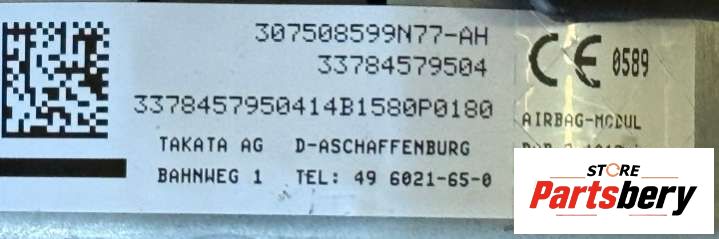 307508599N77-AH
33784579504
3378457950414B1580P0180
TAKATA AG D-ASCHAFFENBURG
BAHNWEG 1 TEL: 49 6021-65-0
CE 0589
AIRBAG-MODUL
STORE
Partsbery